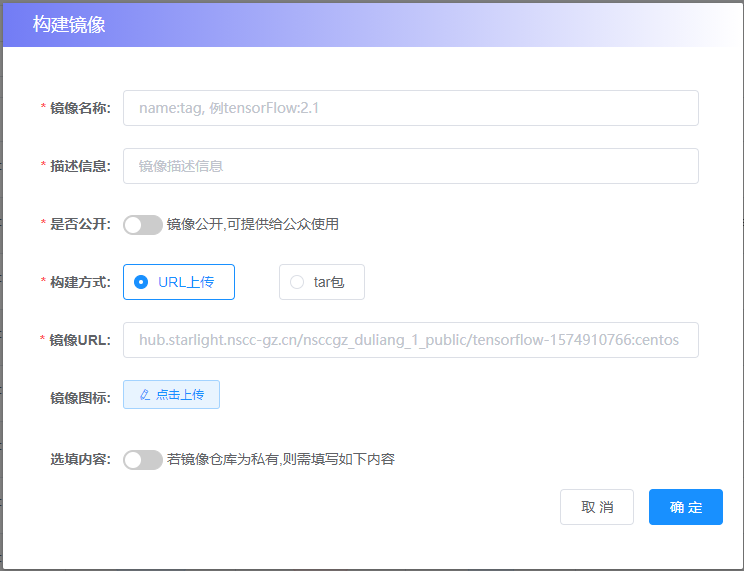 构建镜像
* 镜像名称: name:tag, 例tensorFlow:2.1
* 描述信息: 镜像描述信息
* 是否公开: 镜像公开,可提供给公众使用
* 构建方式: URL上传 tar包
* 镜像URL: hub.starlight.nscc-gz.cn/nsccgz_duliang_1_public/tensorflow-1574910766:centos
镜像图标: 点击上传
选填内容: 若镜像仓库为私有,则需填写如下内容
取消 确定